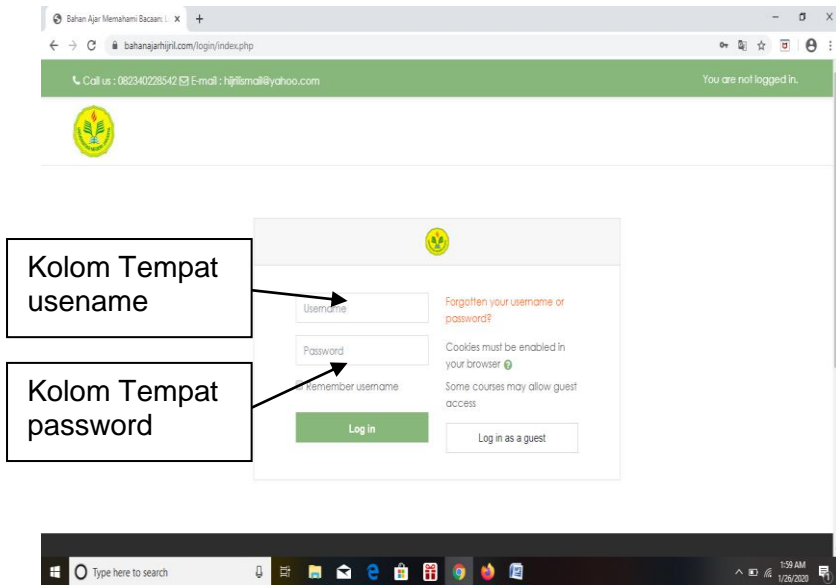 Bahan Ajar Memahami Bacaan: L
bahanajarhijril.com/login/index.php
Call us : 082340228542 E-mail : hijrilismail@yahoo.com
You are not logged in.
Kolom Tempat
usename
Username
Forgotten your username or
password?
Password
Cookies must be enabled in
your browser
Kolom Tempat
password
Remember username
Some courses may allow guest
access
Log in
Log in as a guest
Type here to search
1:59 AM
1/26/2020